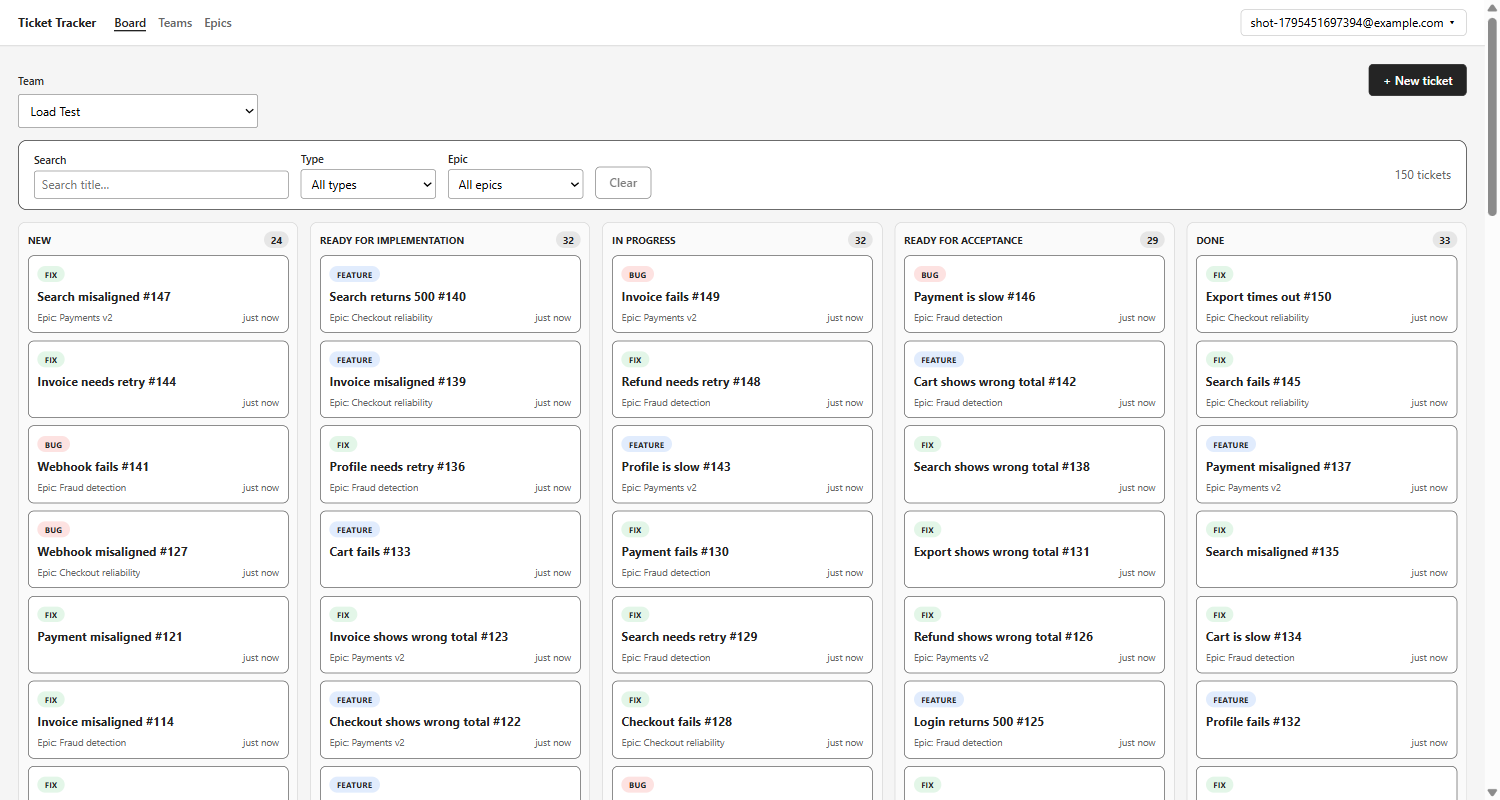 Ticket Tracker Board Teams Epics shot-1795451697394@example.com
Team
+ New ticket
Load Test
Search Type Epic
Search title... All types All epics Clear 150 tickets
NEW 24
FIX
Search misaligned #147
Epic: Payments v2 just now
FIX
Invoice needs retry #144
just now
BUG
Webhook fails #141
Epic: Fraud detection just now
BUG
Webhook misaligned #127
Epic: Checkout reliability just now
FIX
Payment misaligned #121
just now
FIX
Invoice misaligned #114
Epic: Fraud detection just now
FIX
READY FOR IMPLEMENTATION 32
FEATURE
Search returns 500 #140
Epic: Checkout reliability just now
FEATURE
Invoice misaligned #139
Epic: Checkout reliability just now
FIX
Profile needs retry #136
Epic: Fraud detection just now
FEATURE
Cart fails #133
just now
FIX
Invoice shows wrong total #123
Epic: Payments v2 just now
FEATURE
Checkout shows wrong total #122
Epic: Payments v2 just now
FEATURE
IN PROGRESS 32
BUG
Invoice fails #149
Epic: Payments v2 just now
FIX
Refund needs retry #148
Epic: Fraud detection just now
FEATURE
Profile is slow #143
Epic: Payments v2 just now
FIX
Payment fails #130
Epic: Fraud detection just now
FIX
Search needs retry #129
Epic: Fraud detection just now
FIX
Checkout fails #128
Epic: Checkout reliability just now
BUG
READY FOR ACCEPTANCE 29
BUG
Payment is slow #146
Epic: Fraud detection just now
FEATURE
Cart shows wrong total #142
Epic: Fraud detection just now
FIX
Search shows wrong total #138
just now
FIX
Export shows wrong total #131
just now
FIX
Refund shows wrong total #126
Epic: Payments v2 just now
FEATURE
Login returns 500 #125
Epic: Fraud detection just now
FIX
DONE 33
FIX
Export times out #150
Epic: Checkout reliability just now
FIX
Search fails #145
Epic: Checkout reliability just now
FEATURE
Payment misaligned #137
Epic: Payments v2 just now
FIX
Search misaligned #135
just now
FIX
Cart is slow #134
Epic: Fraud detection just now
FEATURE
Profile fails #132
just now
FIX